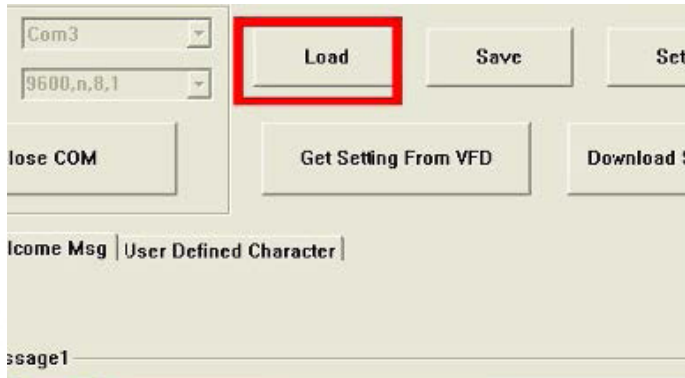 Com3
Load Save Set
9600,n,8,1
lose COM Get Setting From VFD Download
lcome Msg User Defined Character
ssage1